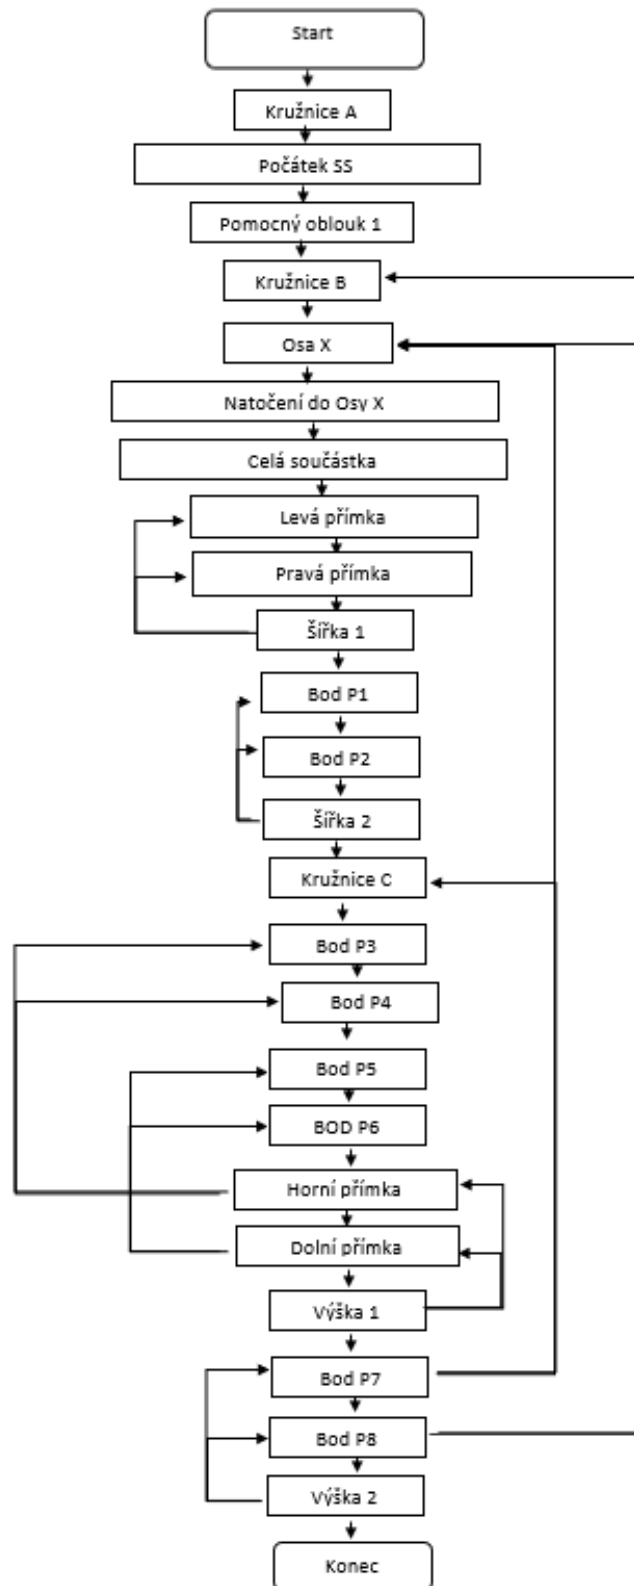 Start
Kružnice A
Počátek SS
Pomocný oblouk 1
Kružnice B
Osa X
Natočení do Osy X
Celá součástka
Levá přímka
Pravá přímka
Šířka 1
Bod P1
Bod P2
Šířka 2
Kružnice C
Bod P3
Bod P4
Bod P5
BOD P6
Horní přímka
Dolní přímka
Výška 1
Bod P7
Bod P8
Výška 2
Konec